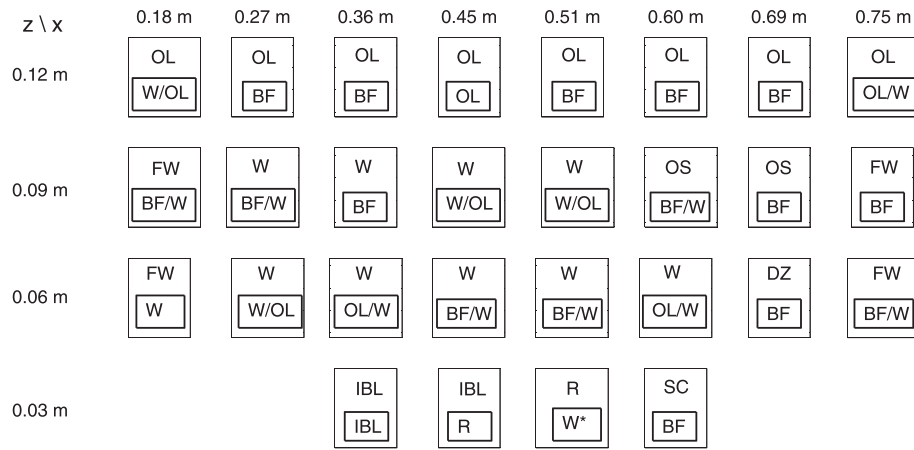 z \ x 0.18 m 0.27 m 0.36 m 0.45 m 0.51 m 0.60 m 0.69 m 0.75 m
0.12 m OL OL OL OL OL OL OL OL
W/OL BF BF OL BF BF BF OL/W
0.09 m FW W W W W OS OS FW
BF/W BF/W BF W/OL W/OL BF/W BF BF
0.06 m FW W W W W W DZ FW
W W/OL OL/W BF/W BF/W OL/W BF BF/W
0.03 m IBL IBL R SC
IBL R W* BF